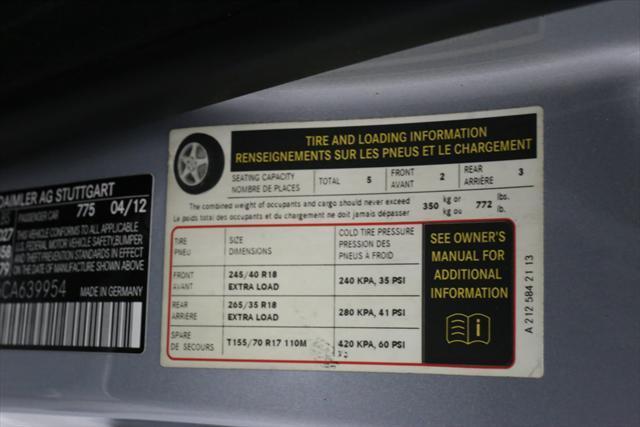 DAIMLER AG STUTTGART
PASSENGER CAR 775 04/12
VEHICLE CONFORMS TO ALL APPLICABLE
U.S. FEDERAL MOTOR VEHICLE SAFETY, BUMPER,
AND THEFT PREVENTION STANDARDS IN EFFECT
ON THE DATE OF MANUFACTURE SHOWN ABOVE.
CA639954
MADE IN GERMANY
TIRE AND LOADING INFORMATION
RENSEIGNEMENTS SUR LES PNEUS ET LE CHARGEMENT
SEATING CAPACITY
NOMBRE DE PLACES
TOTAL 5
FRONT
AVANT
2
REAR
ARRIÈRE
3
The combined weight of occupants and cargo should never exceed
Le poids total des occupants et du chargement ne doit jamais dépasser
350 kg or
kg ou
772 lbs.
lb.
TIRE
PNEU
SIZE
DIMENSIONS
COLD TIRE PRESSURE
PRESSION DES
PNEUS À FROID
FRONT
AVANT
245/40 R18
EXTRA LOAD
240 KPA, 35 PSI
REAR
ARRIÈRE
265/35 R18
EXTRA LOAD
280 KPA, 41 PSI
SPARE
DE SECOURS
T155/70 R17 110M
420 KPA, 60 PSI
SEE OWNER'S
MANUAL FOR
ADDITIONAL
INFORMATION
A 212 584 21 13